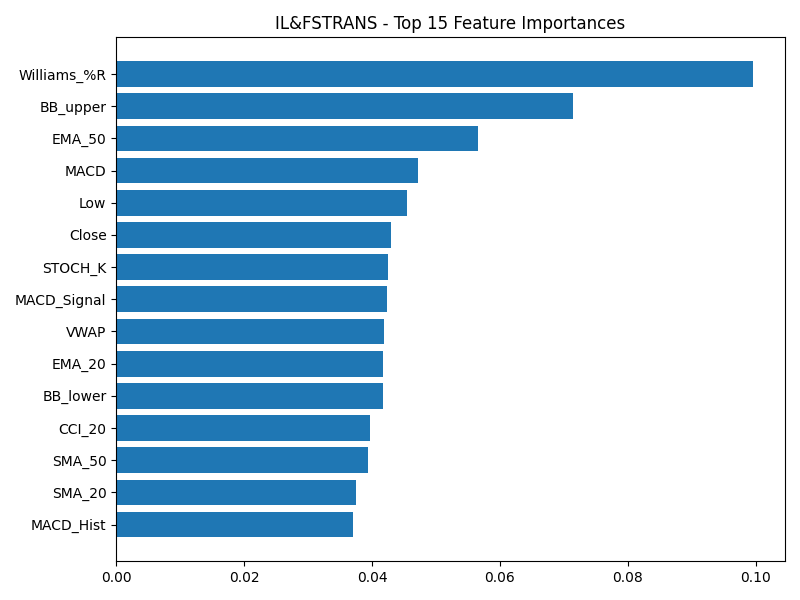 IL&FSTRANS - Top 15 Feature Importances
Williams_%R
BB_upper
EMA_50
MACD
Low
Close
STOCH_K
MACD_Signal
VWAP
EMA_20
BB_lower
CCI_20
SMA_50
SMA_20
MACD_Hist
0.00 0.02 0.04 0.06 0.08 0.10